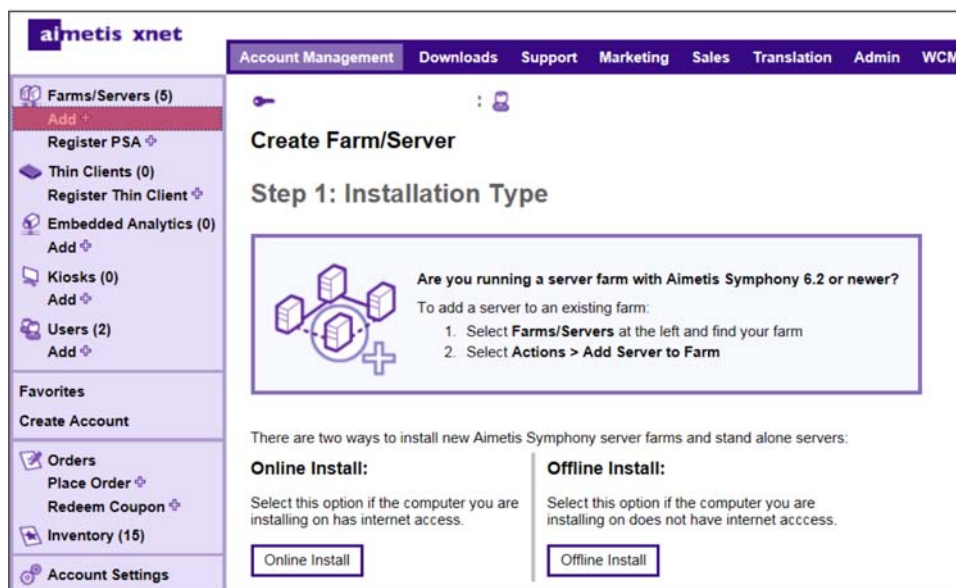 aimetis xnet
Account Management Downloads Support Marketing Sales Translation Admin WCM
Farms/Servers (5)
Add
Register PSA
Thin Clients (0)
Register Thin Client
Embedded Analytics (0)
Add
Kiosks (0)
Add
Users (2)
Add
Favorites
Create Account
Orders
Place Order
Redeem Coupon
Inventory (15)
Account Settings
:
Create Farm/Server
Step 1: Installation Type
Are you running a server farm with Aimetis Symphony 6.2 or newer?
To add a server to an existing farm:
1. Select Farms/Servers at the left and find your farm
2. Select Actions > Add Server to Farm
There are two ways to install new Aimetis Symphony server farms and stand alone servers:
Online Install:
Select this option if the computer you are
installing on has internet acccess.
Online Install
Offline Install:
Select this option if the computer you are
installing on does not have internet acccess.
Offline Install